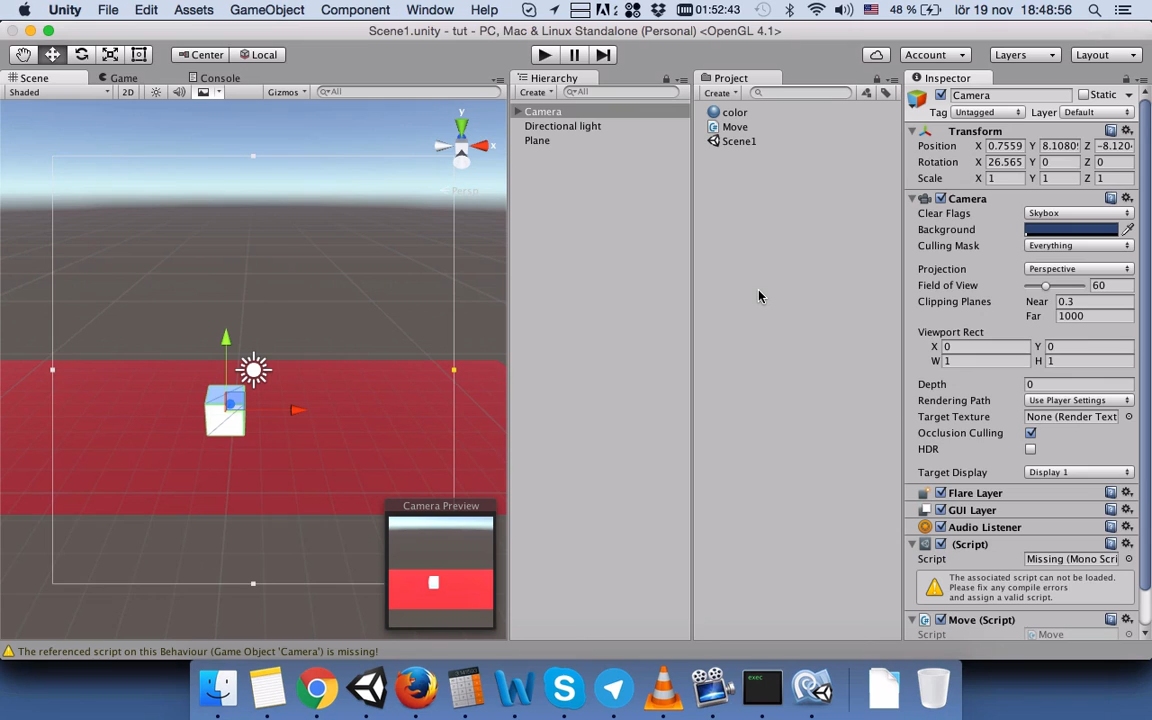 Unity File Edit Assets GameObject Component Window Help 01:52:43 48 % lör 19 nov 18:48:56
Scene1.unity - tut - PC, Mac & Linux Standalone (Personal) <OpenGL 4.1>
Center Local Account Layers Layout
Scene Game Console Hierarchy Project Inspector
Shaded 2D Gizmos All Create All Create
Camera Static
Tag Untagged Layer Default
Camera
Directional light
Plane
color
Move
Scene1
y
x
Persp
Transform
Position X 0.7559 Y 8.1080 Z -8.120
Rotation X 26.565 Y 0 Z 0
Scale X 1 Y 1 Z 1
Camera
Clear Flags Skybox
Background
Culling Mask Everything
Projection Perspective
Field of View 60
Clipping Planes Near 0.3
Far 1000
Viewport Rect
X 0 Y 0
W 1 H 1
Depth 0
Rendering Path Use Player Settings
Target Texture None (Render Text
Occlusion Culling
HDR
Target Display Display 1
Flare Layer
GUI Layer
Audio Listener
(Script)
Script Missing (Mono Scri
The associated script can not be loaded.
Please fix any compile errors
and assign a valid script.
Move (Script)
Script Move
Camera Preview
The referenced script on this Behaviour (Game Object 'Camera') is missing!
exec